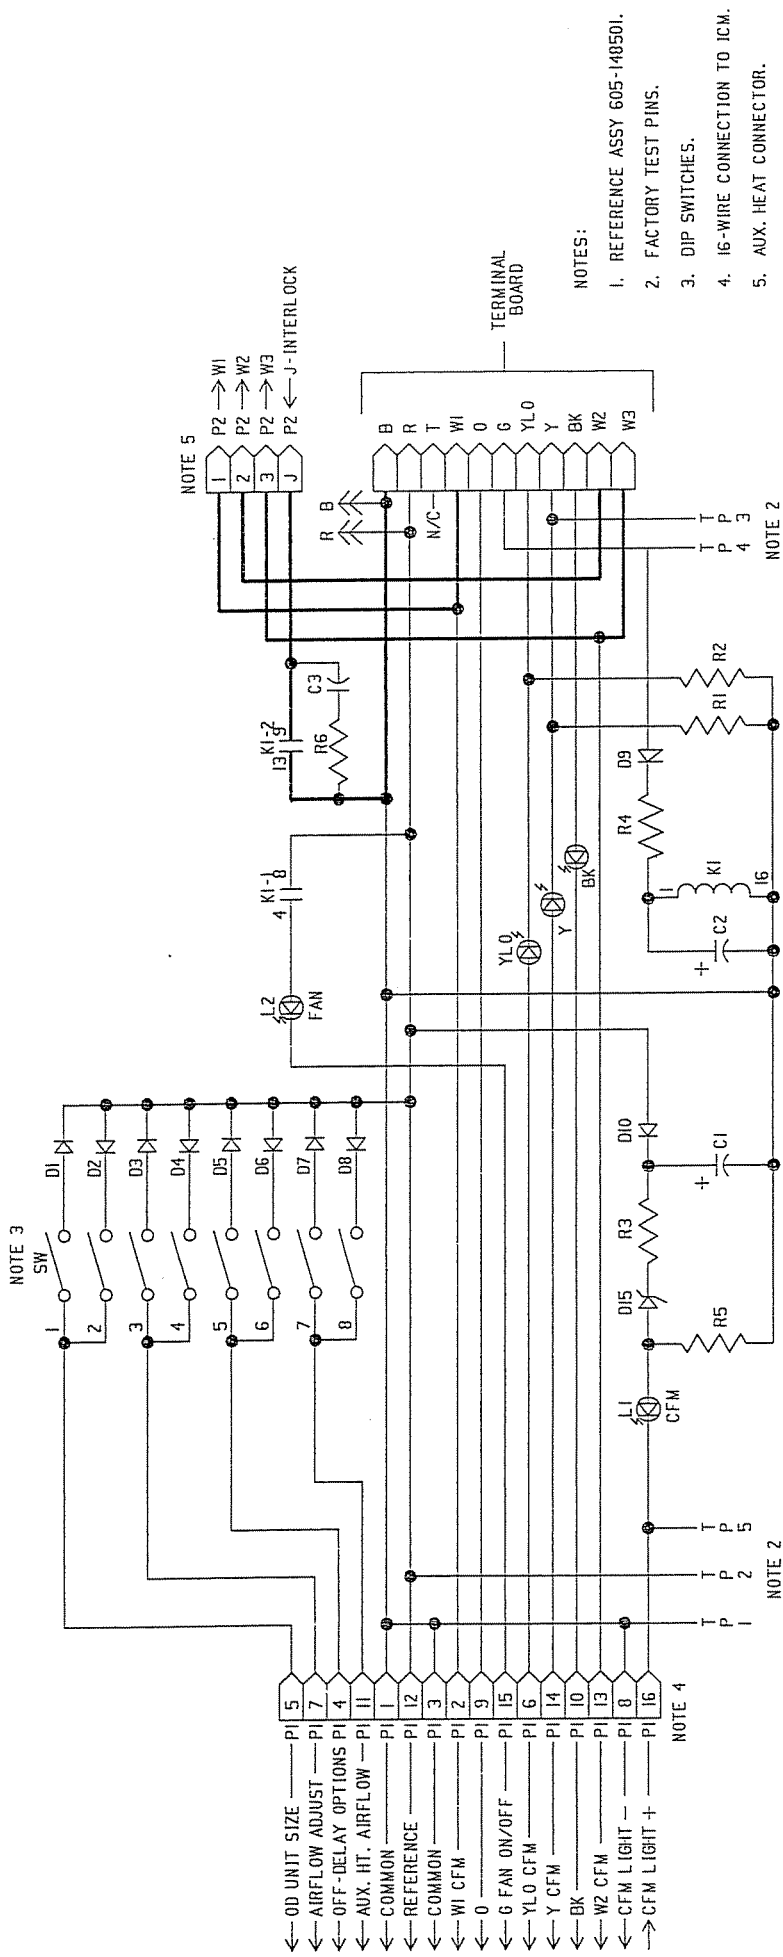 NOTE 3
SW
1
2
3
4
5
6
7
8
D1
D2
D3
D4
D5
D6
D7
D8
L2
FAN
K1-1
4 8
K1-2
13 9
R6
C3
NOTE 5
1 P2 → W1
2 P2 → W2
3 P2 → W3
J P2 ← J-INTERLOCK
R
B
N/C
B
R
T
W1
O
G
YLO
Y
BK
W2
W3
TERMINAL
BOARD
YLO
Y
BK
L1
CFM
D15
R3
D10
R5
C1
C2
K1
1
16
R4
D9
R1
R2
TP1
TP2
TP5
NOTE 2
TP4
TP3
NOTE 2
OD UNIT SIZE P1 5
AIRFLOW ADJUST P1 7
OFF-DELAY OPTIONS P1 4
AUX. HT. AIRFLOW P1 11
COMMON P1 1
REFERENCE P1 12
COMMON P1 3
W1 CFM P1 2
O P1 9
G FAN ON/OFF P1 15
YLO CFM P1 6
Y CFM P1 14
BK P1 10
W2 CFM P1 13
CFM LIGHT - P1 8
CFM LIGHT + P1 16
NOTE 4
NOTES:
1. REFERENCE ASSY 605-148501.
2. FACTORY TEST PINS.
3. DIP SWITCHES.
4. 16-WIRE CONNECTION TO ICM.
5. AUX. HEAT CONNECTOR.